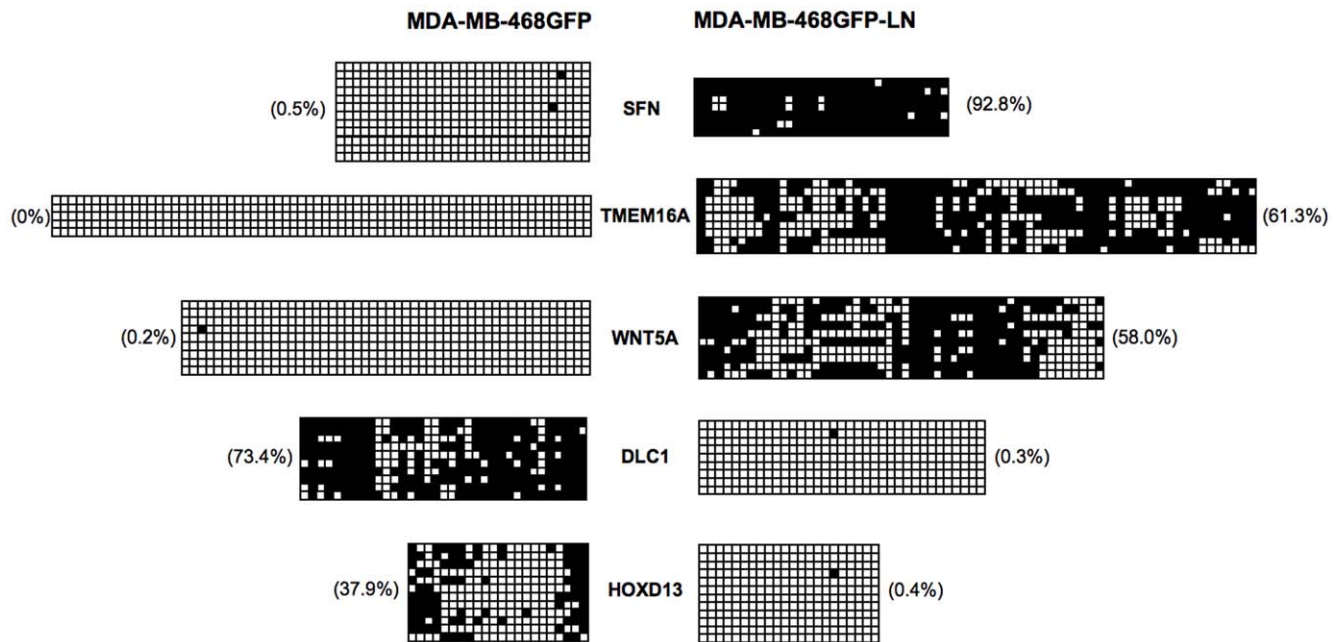 MDA-MB-468GFP MDA-MB-468GFP-LN
(0.5%) SFN (92.8%)
(0%) TMEM16A (61.3%)
(0.2%) WNT5A (58.0%)
(73.4%) DLC1 (0.3%)
(37.9%) HOXD13 (0.4%)